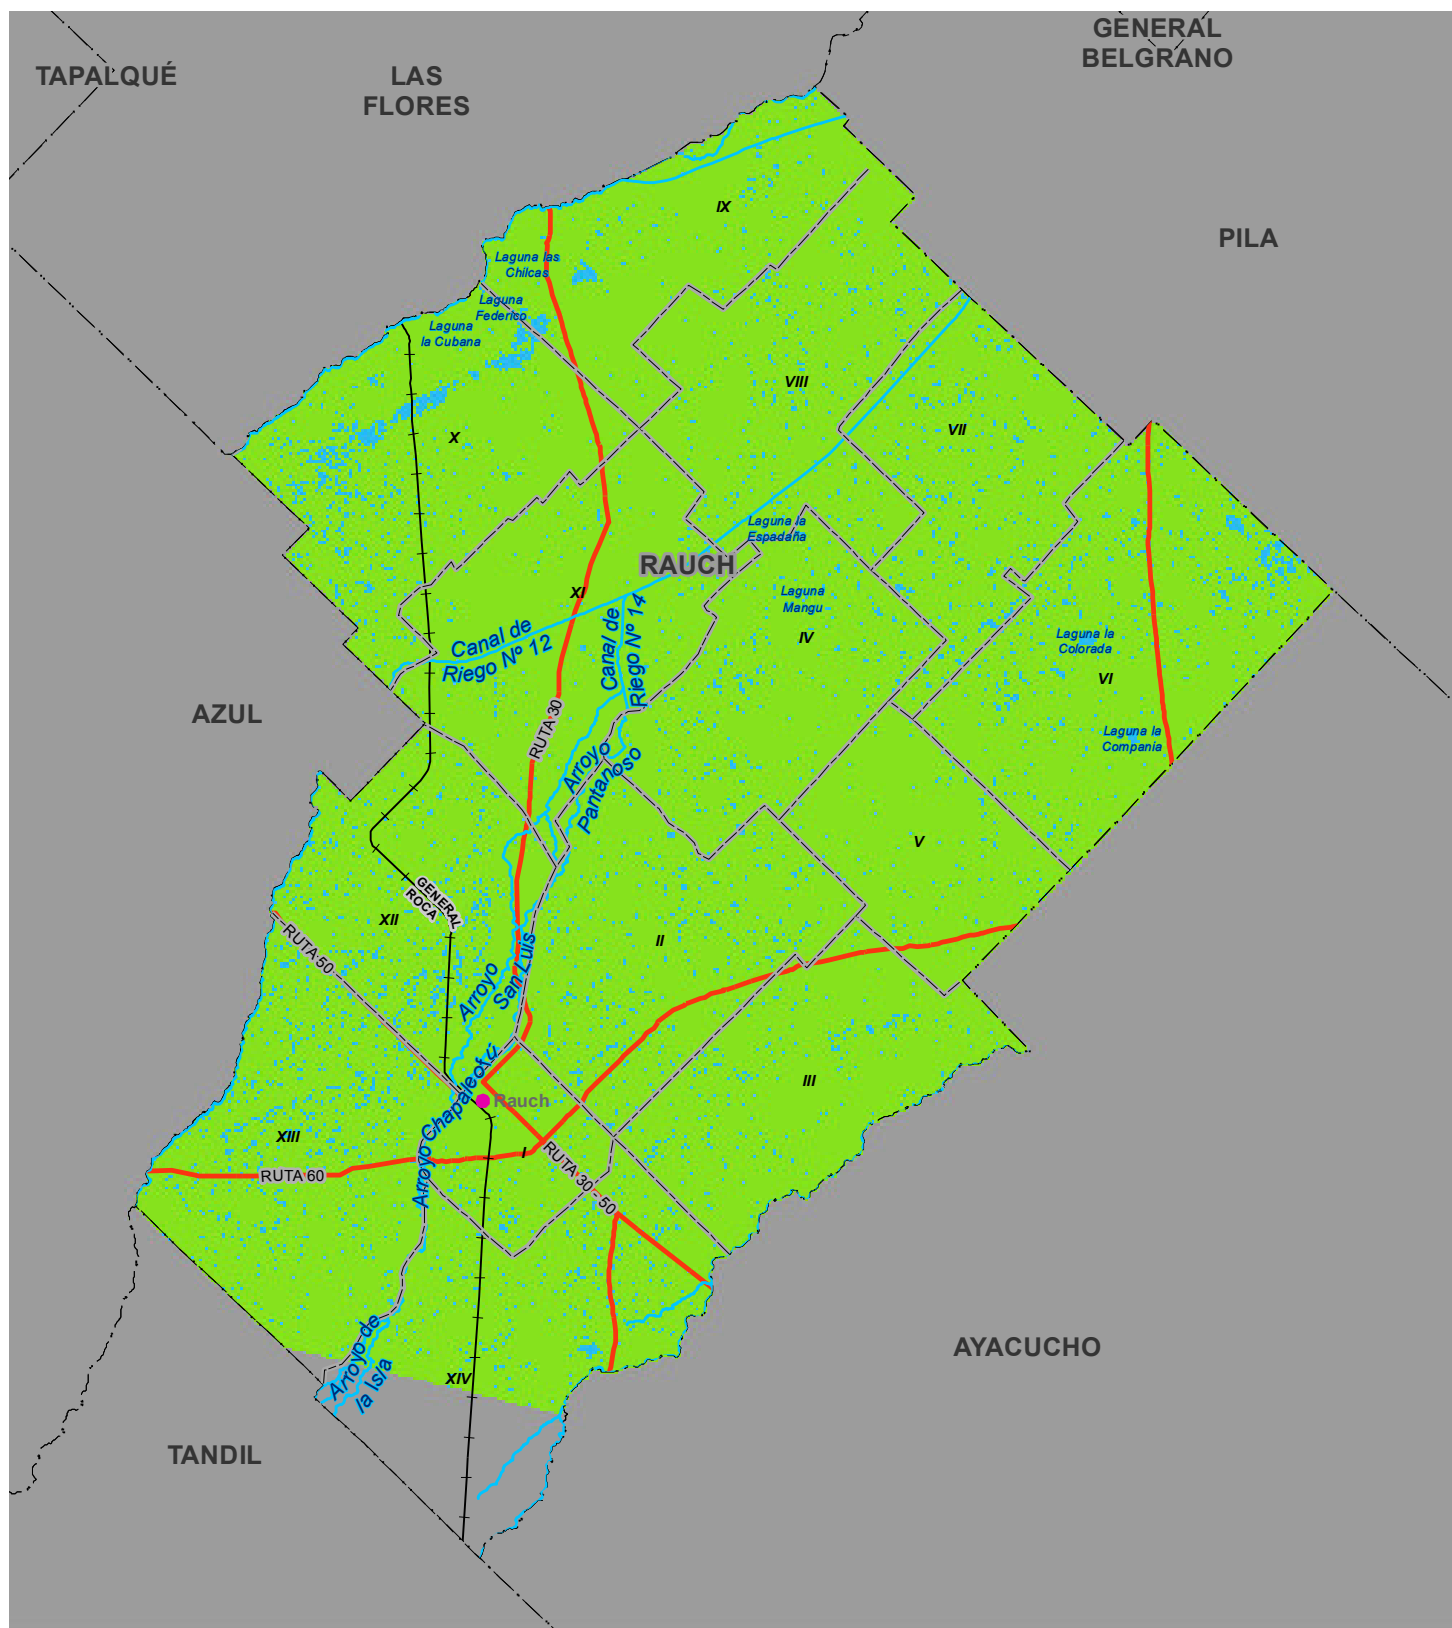 GENERAL
BELGRANO
TAPALQUÉ
LAS
FLORES
IX
PILA
Laguna las
Chilcas
Laguna
Federico
Laguna
la Cubana
VIII
X
VII
Laguna la
Espadaña
RAUCH
XI
Laguna
Mangu
IV
Canal de
Riego Nº 12
Canal de
Riego Nº 14
Laguna la
Colorada
VI
AZUL
RUTA 30
Laguna la
Compania
Arroyo
Pantanoso
V
GENERAL
ROCA
XII
RUTA 50
II
Arroyo
San Luis
III
Arroyo Chapaleofú
Rauch
XIII
I
RUTA 60
RUTA 30 - 50
Arroyo de
la Isla
XIV
AYACUCHO
TANDIL